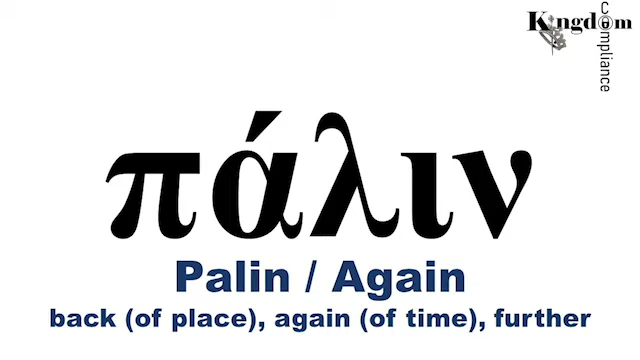 Kingdom
Compliance
πάλιν
Palin / Again
back (of place), again (of time), further